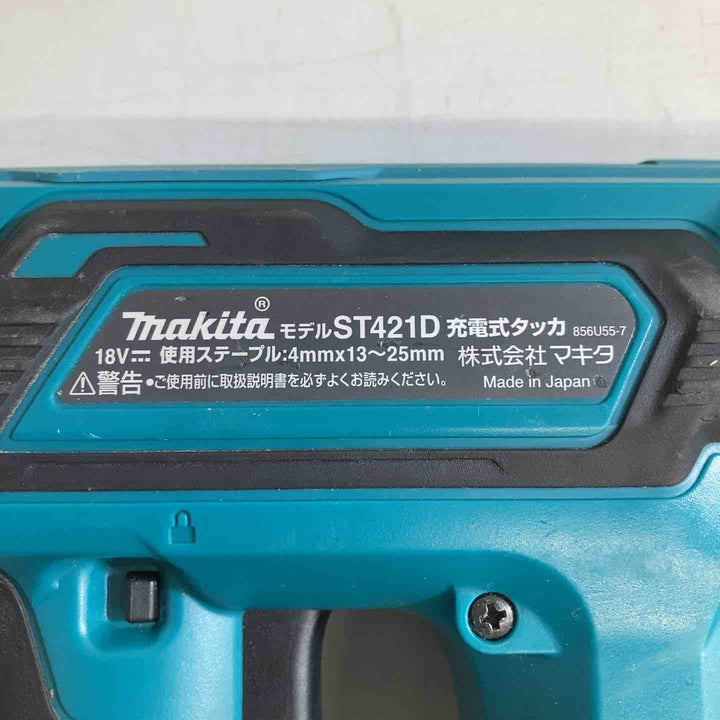 makita® モデルST421D 充電式タッカ 856U55-7
18V⎓ 使用ステープル:4mmx13〜25mm 株式会社マキタ
⚠警告 •ご使用前に取扱説明書を必ずよくお読みください。 Made in Japan